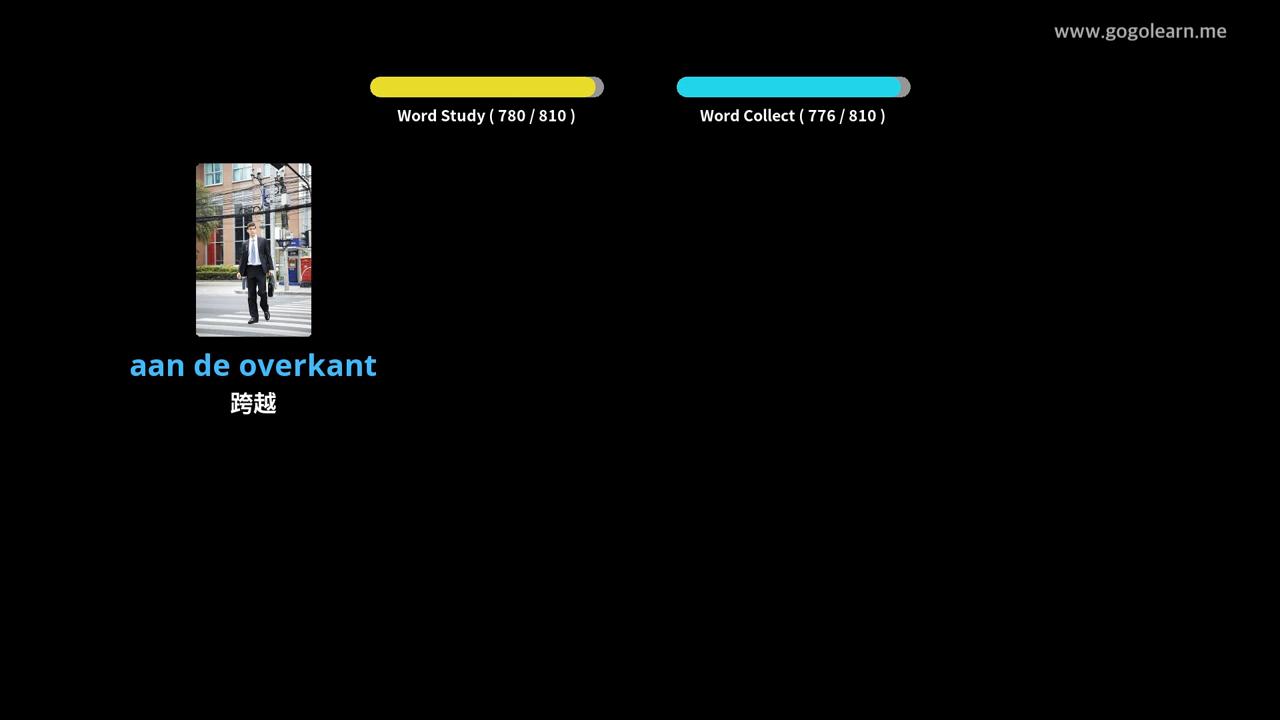 www.gogolearn.me
Word Study ( 780 / 810 )
Word Collect ( 776 / 810 )
aan de overkant
跨越